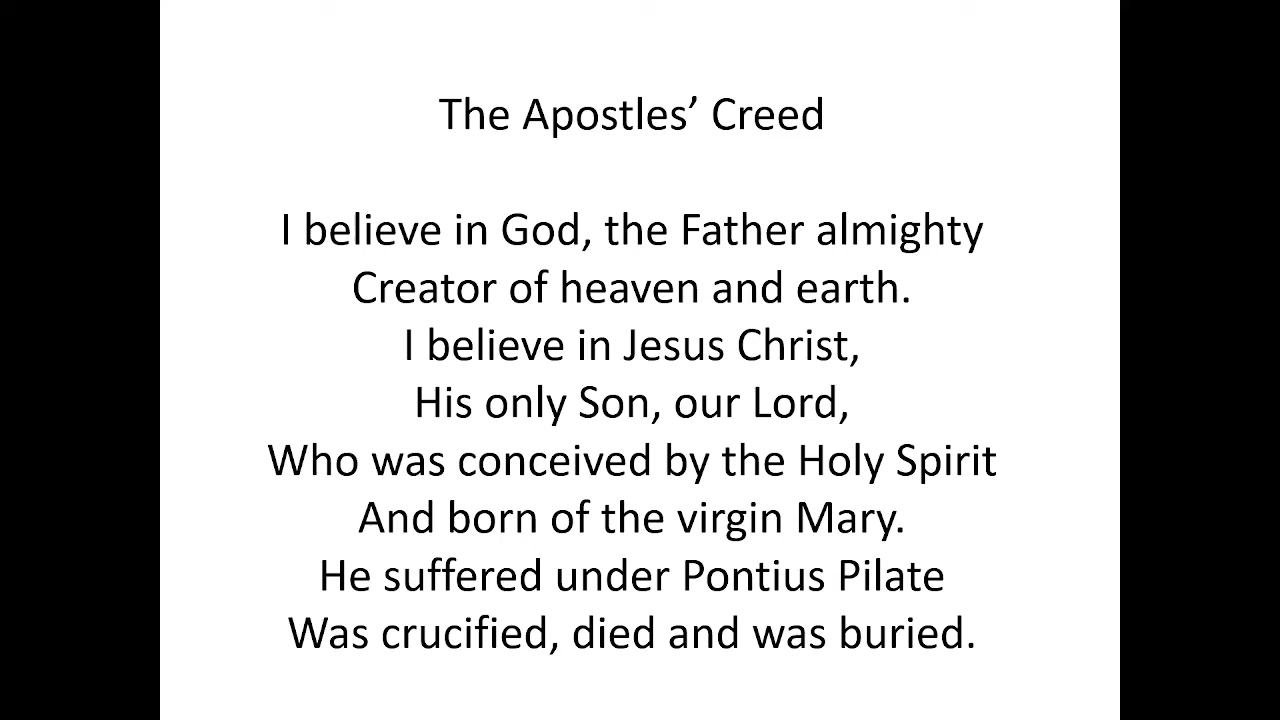 The Apostles’ Creed
I believe in God, the Father almighty
Creator of heaven and earth.
I believe in Jesus Christ,
His only Son, our Lord,
Who was conceived by the Holy Spirit
And born of the virgin Mary.
He suffered under Pontius Pilate
Was crucified, died and was buried.